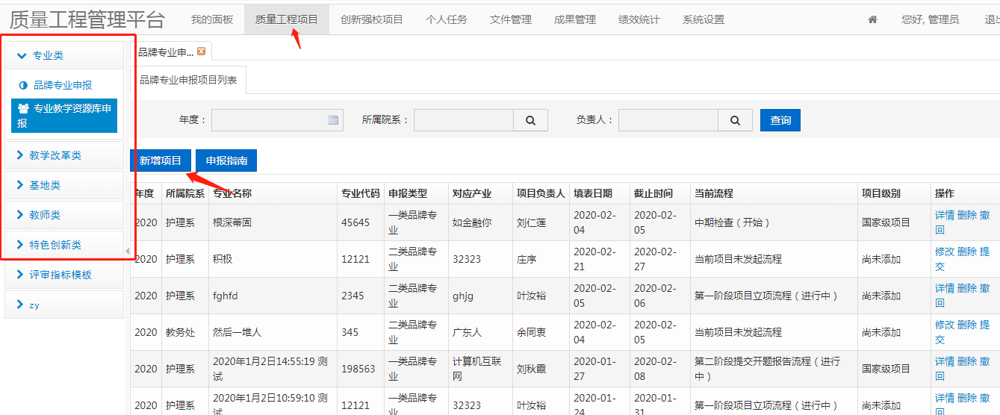 质量工程管理平台 我的面板 质量工程项目 创新强校项目 个人任务 文件管理 成果管理 绩效统计 系统设置 您好, 管理员
专业类
品牌专业申报
专业教学资源库申
报
教学改革类
基地类
教师类
特色创新类
评审指标模板
zy
品牌专业申...
品牌专业申报项目列表
年度： 所属院系： 负责人： 查询
新增项目 申报指南
年度 所属院系 专业名称 专业代码 申报类型 对应产业 项目负责人 填表日期 截止时间 当前流程 项目级别 操作
2020 护理系 根深蒂固 45645 一类品牌专
业 如金融你 刘仁莲 2020-02-
04 2020-02-
05 中期检查（开始） 国家级项目 详情 删除 撤
回
2020 护理系 积极 12121 二类品牌专
业 32323 庄序 2020-02-
21 2020-02-
27 当前项目未发起流程 尚未添加 修改 删除 提
交
2020 护理系 fghfd 2345 二类品牌专
业 ghjg 叶汝裕 2020-02-
05 2020-02-
06 第一阶段项目立项流程（进行中） 尚未添加 详情 删除 撤
回
2020 教务处 然后一堆人 345 二类品牌专
业 广东人 余同衷 2020-02-
04 2020-02-
05 当前项目未发起流程 尚未添加 修改 删除 提
交
2020 护理系 2020年1月2日14:55:19 测
试 198563 一类品牌专
业 计算机互联
网 刘秋霞 2020-01-
27 2020-02-
08 第二阶段提交开题报告流程（进行
中） 国家级项目 详情 删除 撤
回
2020 护理系 2020年1月2日10:59:10 测
试 12121 一类品牌专
业 32323 叶汝裕 2020-01-
24 2020-01-
31 第一阶段项目立项流程（进行中） 尚未添加 详情 删除 撤
回